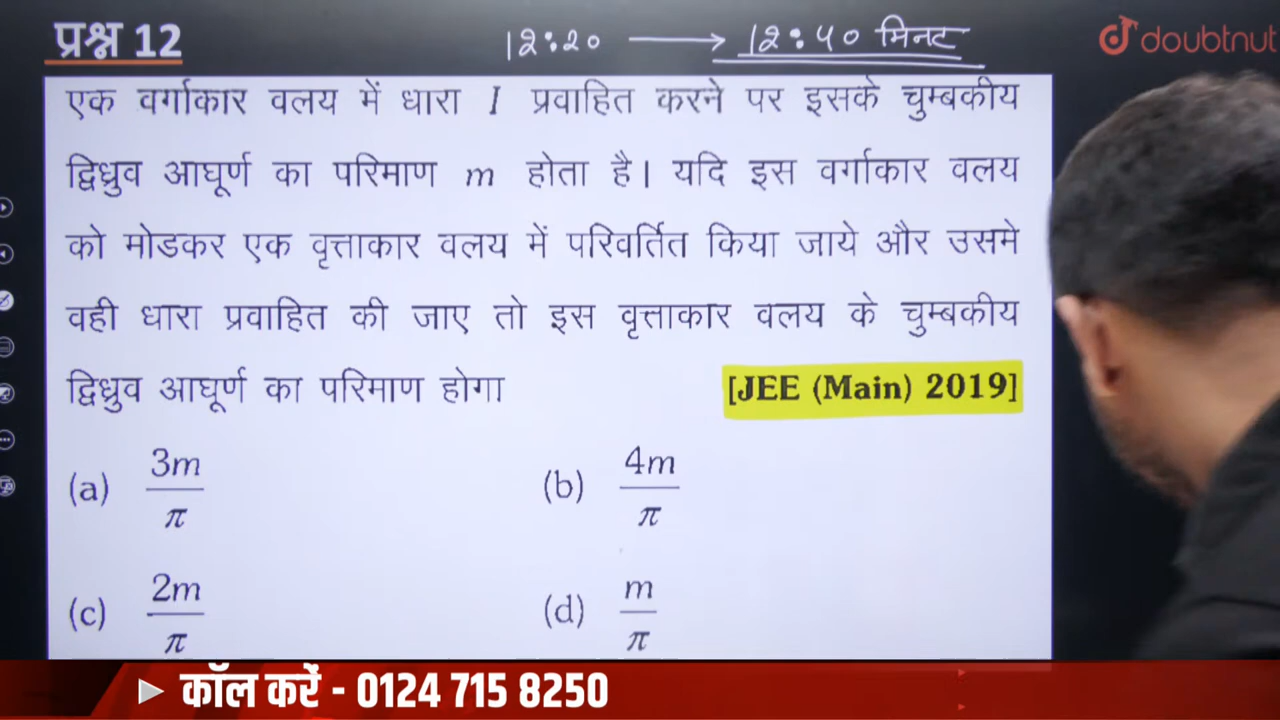 प्रश्न 12
12:20 → 12:40 मिनट
doubtnut
एक वर्गाकार वलय में धारा I प्रवाहित करने पर इसके चुम्बकीय
द्विध्रुव आघूर्ण का परिमाण m होता है। यदि इस वर्गाकार वलय
को मोडकर एक वृत्ताकार वलय में परिवर्तित किया जाये और उसमे
वही धारा प्रवाहित की जाए तो इस वृत्ताकार वलय के चुम्बकीय
द्विध्रुव आघूर्ण का परिमाण होगा [JEE (Main) 2019]
(a) 3m/π (b) 4m/π
(c) 2m/π (d) m/π
कॉल करें - 0124 715 8250